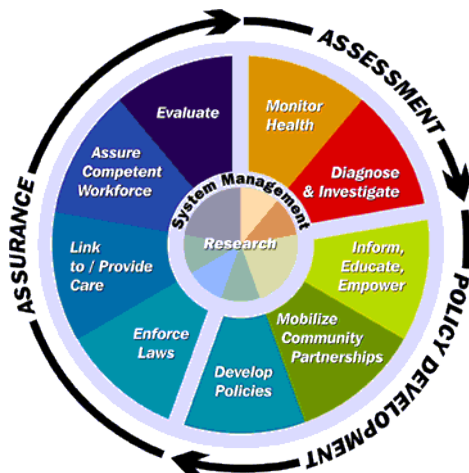 ASSESSMENT
Monitor
Health
Diagnose
& Investigate
POLICY DEVELOPMENT
Inform,
Educate,
Empower
Mobilize
Community
Partnerships
Develop
Policies
ASSURANCE
Enforce
Laws
Link
to / Provide
Care
Assure
Competent
Workforce
Evaluate
System Management
Research